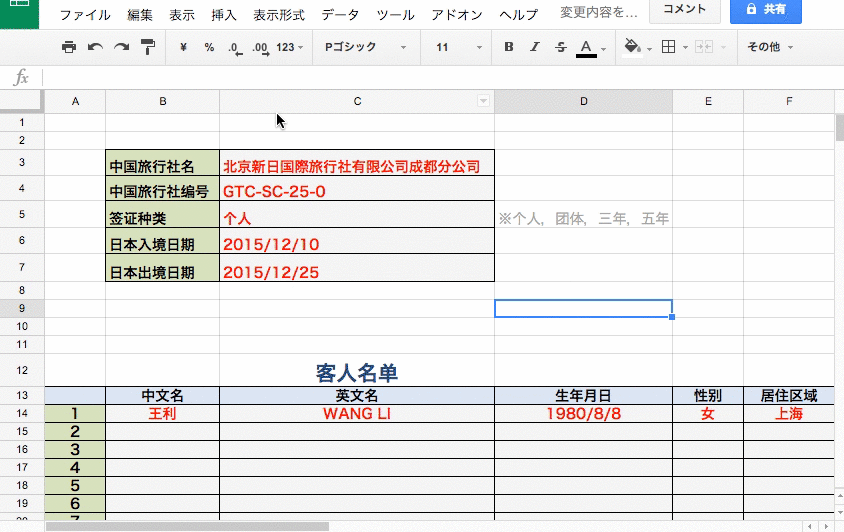 ファイル 編集 表示 挿入 表示形式 データ ツール アドオン ヘルプ 変更内容を... コメント 共有
¥ % .0 .00 123 Pゴシック 11 B I S A その他
fx
A B C D E F
1
2
3 中国旅行社名 北京新日国際旅行社有限公司成都分公司
4 中国旅行社编号 GTC-SC-25-0
5 签证种类 个人 ※个人, 团体, 三年, 五年
6 日本入境日期 2015/12/10
7 日本出境日期 2015/12/25
8
9
10
11
12 客人名单
13 中文名 英文名 生年月日 性别 居住区域
14 1 王利 WANG LI 1980/8/8 女 上海
15 2
16 3
17 4
18 5
19 6